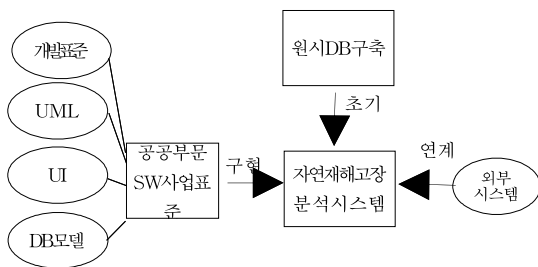 개발표준
UML
UI
DB모델
공공부문
SW사업표
준
구현
원시DB구축
초기
자연재해고장
분석시스템
연계
외부
시스템